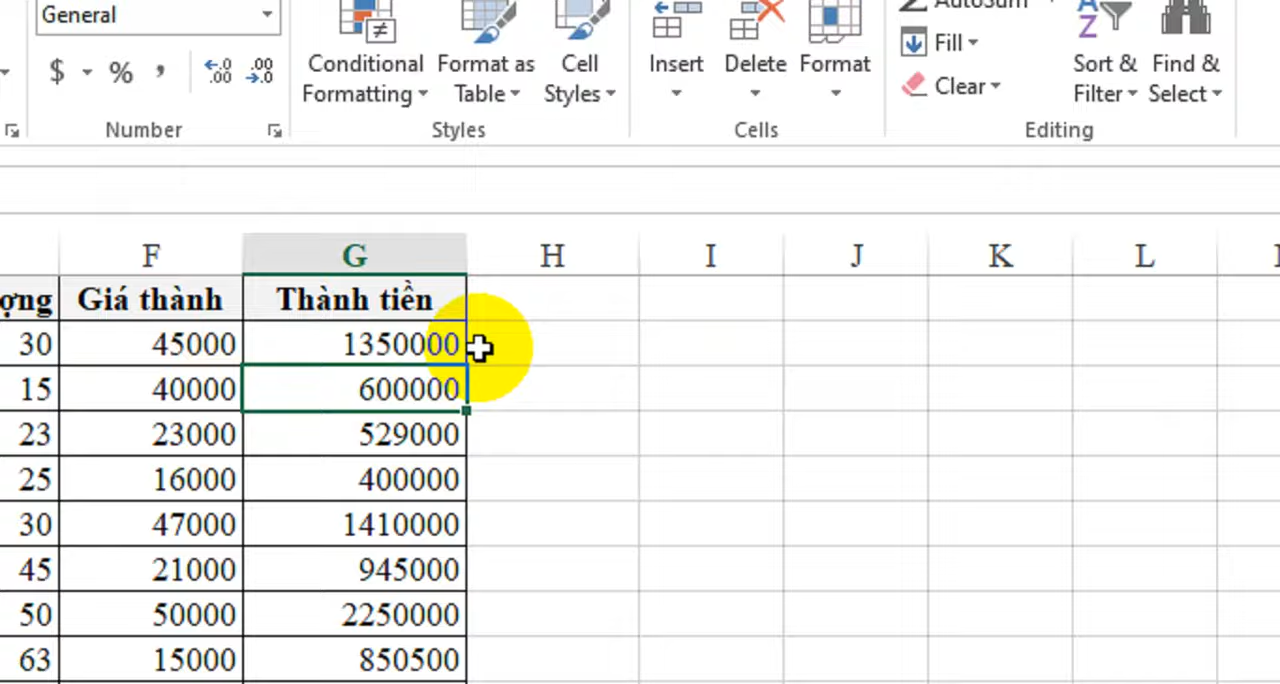 General
AutoSum
$ % ,
Conditional Formatting
Format as Table
Cell Styles
Insert
Delete
Format
Fill
Clear
Sort & Filter
Find & Select
Number
Styles
Cells
Editing
F G H I J K L
Giá thành Thành tiền
30 45000 1350000
15 40000 600000
23 23000 529000
25 16000 400000
30 47000 1410000
45 21000 945000
50 50000 2250000
63 15000 850500